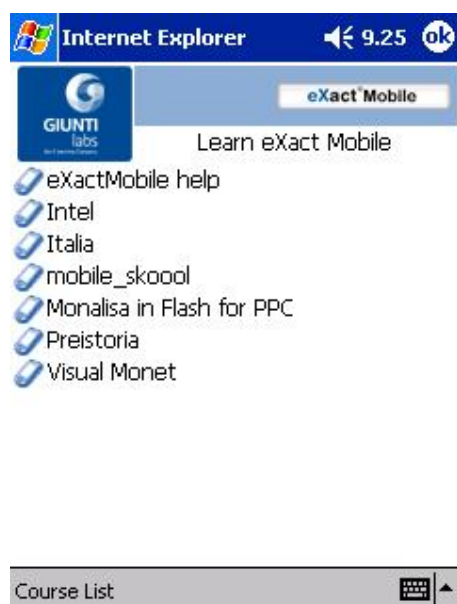 Internet Explorer 9.25 ok
GIUNTI
labs
eXact Mobile
Learn eXact Mobile
eXactMobile help
Intel
Italia
mobile_skoool
Monalisa in Flash for PPC
Preistoria
Visual Monet
Course List